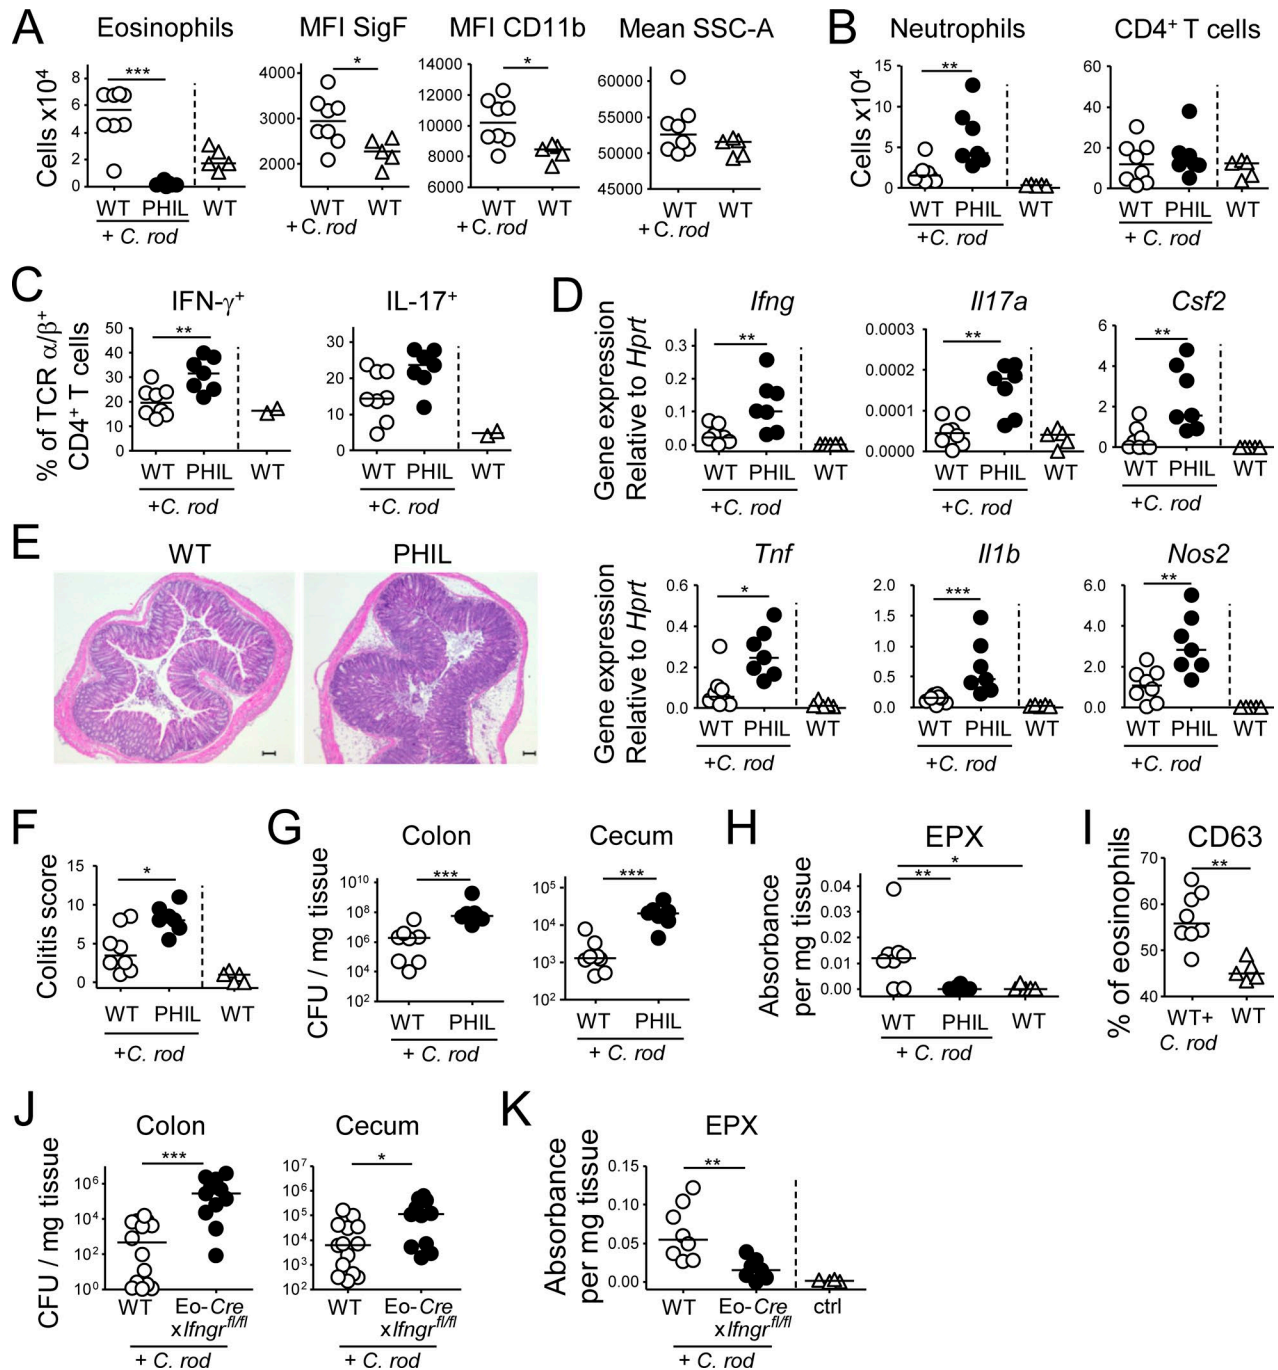 A
Eosinophils
MFI SigF
MFI CD11b
Mean SSC-A
Cells x10⁴
8
6
4
2
0
***
WT PHIL
WT
+ C. rod
4000
3000
2000
*
WT WT
+ C. rod
14000
12000
10000
8000
6000
*
WT WT
+ C. rod
65000
60000
55000
50000
45000
WT WT
+ C. rod
B
Neutrophils
CD4⁺ T cells
Cells x10⁴
15
10
5
0
**
WT PHIL
WT
+C. rod
60
40
20
0
WT PHIL
WT
+ C. rod
C
IFN-γ⁺
IL-17⁺
% of TCR α/β⁺
CD4⁺ T cells
50
40
30
20
10
0
**
WT PHIL
WT
+C. rod
30
20
10
0
WT PHIL
WT
+C. rod
D
Ifng
Il17a
Csf2
Gene expression
Relative to Hprt
0.3
0.2
0.1
0.0
**
WT PHIL
WT
+C. rod
0.0003
0.0002
0.0001
0.0000
**
WT PHIL
WT
+C. rod
6
4
2
0
**
WT PHIL
WT
+C. rod
E
WT
PHIL
Tnf
Il1b
Nos2
Gene expression
Relative to Hprt
0.6
0.4
0.2
0.0
*
WT PHIL
WT
+C. rod
2.0
1.5
1.0
0.5
0.0
***
WT PHIL
WT
+C. rod
6.0
4.0
2.0
0.0
**
WT PHIL
WT
+C. rod
F
Colitis score
15
10
5
0
*
WT PHIL
WT
+C. rod
G
Colon
Cecum
CFU / mg tissue
10¹⁰
10⁸
10⁶
10⁴
10²
***
WT PHIL
+ C. rod
10⁵
10⁴
10³
10²
***
WT PHIL
+ C. rod
H
EPX
Absorbance
per mg tissue
0.04
0.03
0.02
0.01
0.00
*
**
WT PHIL WT
+ C. rod
I
CD63
% of eosinophils
70
60
50
40
**
WT+ WT
C. rod
J
Colon
Cecum
CFU / mg tissue
10⁶
10⁴
10²
10⁰
***
WT Eo-Cre
xIfngrfl/fl
+ C. rod
10⁷
10⁶
10⁵
10⁴
10³
10²
*
WT Eo-Cre
xIfngrfl/fl
+ C. rod
K
EPX
Absorbance
per mg tissue
0.15
0.10
0.05
0.00
**
WT Eo-Cre ctrl
xIfngrfl/fl
+ C. rod